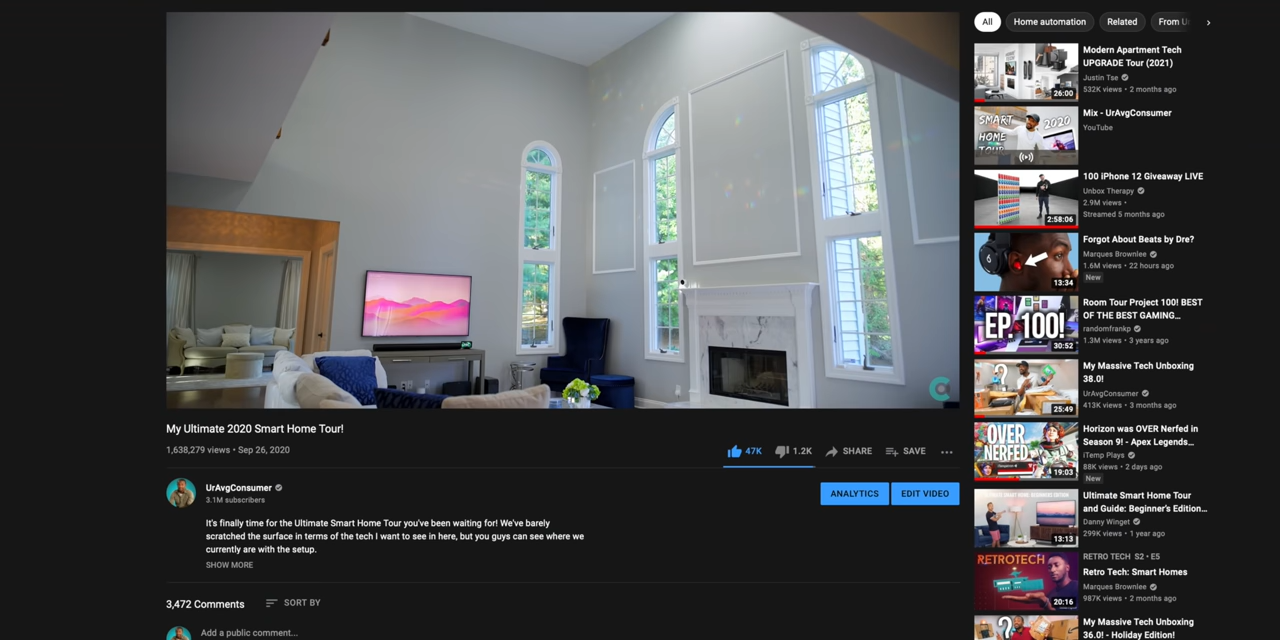 My Ultimate 2020 Smart Home Tour!
1,638,279 views • Sep 26, 2020
47K
1.2K
SHARE
SAVE
UrAvgConsumer
3.1M subscribers
ANALYTICS
EDIT VIDEO
It's finally time for the Ultimate Smart Home Tour you've been waiting for! We've barely
scratched the surface in terms of the tech I want to see in here, but you guys can see where we
currently are with the setup.
SHOW MORE
3,472 Comments
SORT BY
Add a public comment...
All
Home automation
Related
From
26:00
Modern Apartment Tech
UPGRADE Tour (2021)
Justin Tse
532K views • 2 months ago
SMART
HOME
TOUR
2020
Mix - UrAvgConsumer
YouTube
2:58:06
100 iPhone 12 Giveaway LIVE
Unbox Therapy
2.9M views •
Streamed 5 months ago
6
13:34
Forgot About Beats by Dre?
Marques Brownlee
1.6M views • 22 hours ago
New
EP. 100!
30:52
Room Tour Project 100! BEST
OF THE BEST GAMING...
randomfrankp
1.3M views • 3 years ago
?
25:49
My Massive Tech Unboxing
38.0!
UrAvgConsumer
413K views • 3 months ago
OVER
NERFED
19:03
Horizon was OVER Nerfed in
Season 9! - Apex Legends...
iTemp Plays
88K views • 2 days ago
New
13:13
Ultimate Smart Home Tour
and Guide: Beginner's Edition...
Danny Winget
299K views • 1 year ago
RETROTECH
20:16
RETRO TECH S2 • E5
Retro Tech: Smart Homes
Marques Brownlee
987K views • 2 months ago
?
My Massive Tech Unboxing
36.0! - Holiday Edition!